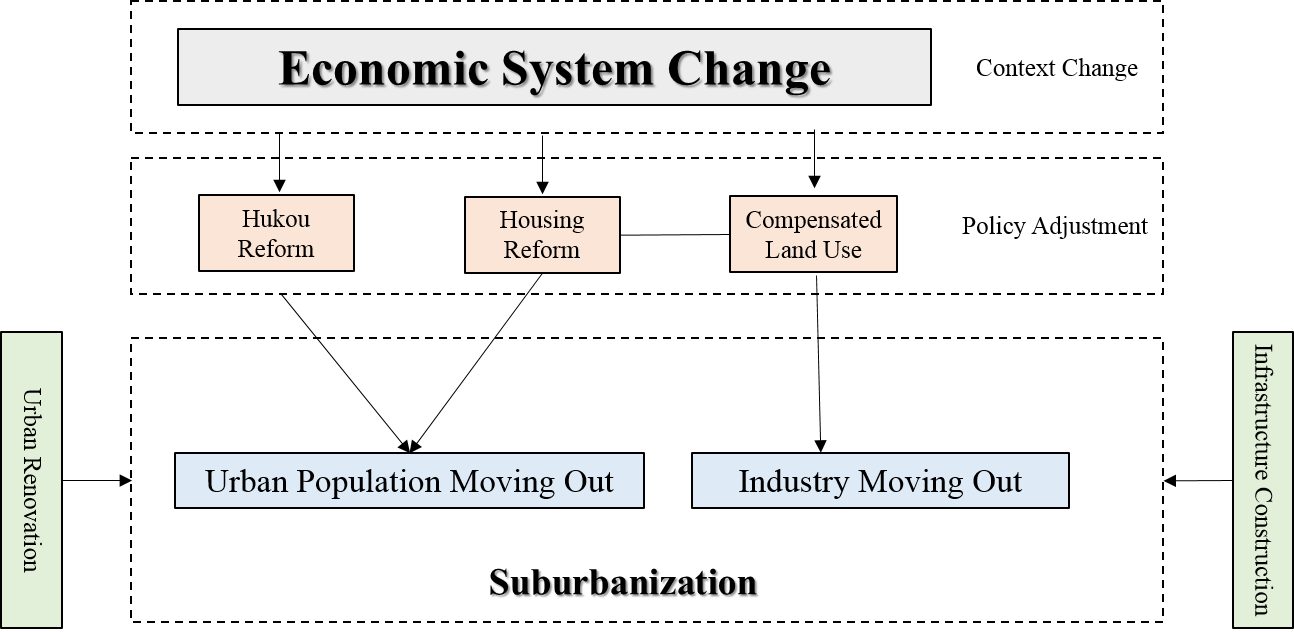 Economic System Change
Context Change
Hukou
Reform
Housing
Reform
Compensated
Land Use
Policy Adjustment
Urban Renovation
Urban Population Moving Out
Industry Moving Out
Suburbanization
Infrastructure Construction